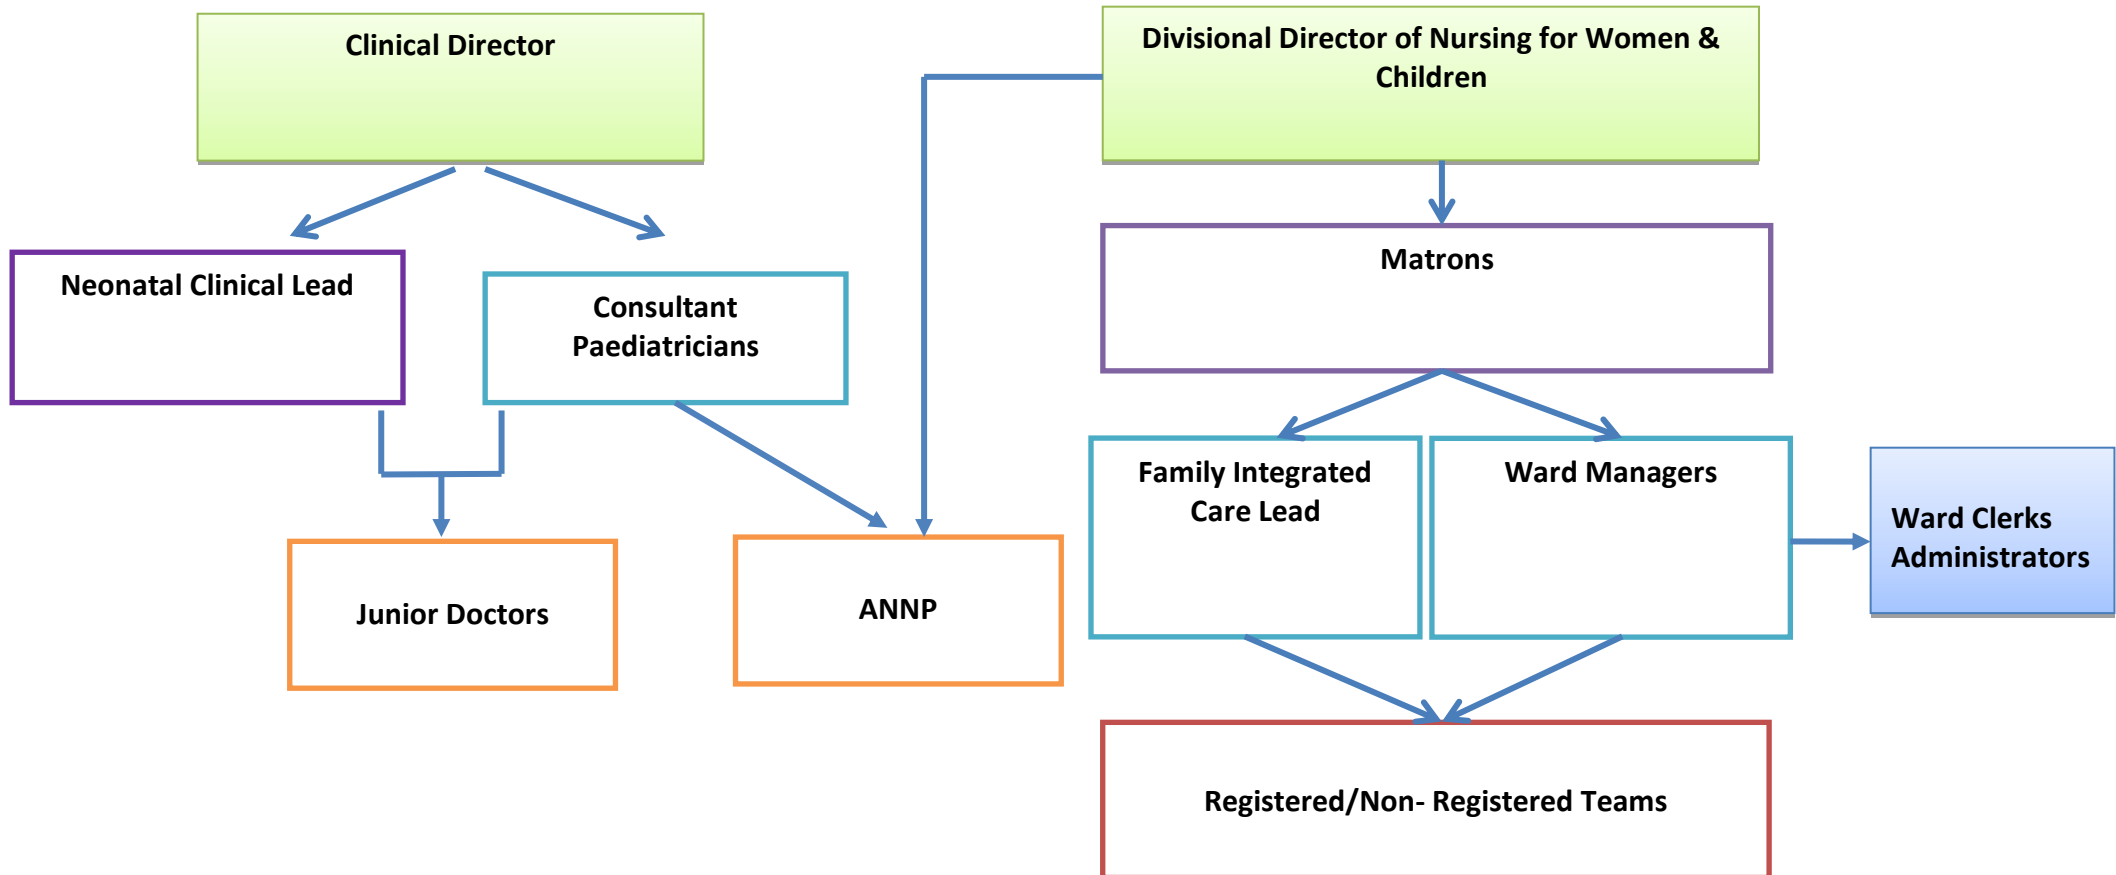 Clinical Director
Divisional Director of Nursing for Women &
Children
Neonatal Clinical Lead
Consultant
Paediatricians
Matrons
Family Integrated
Care Lead
Ward Managers
Ward Clerks
Administrators
Junior Doctors
ANNP
Registered/Non- Registered Teams